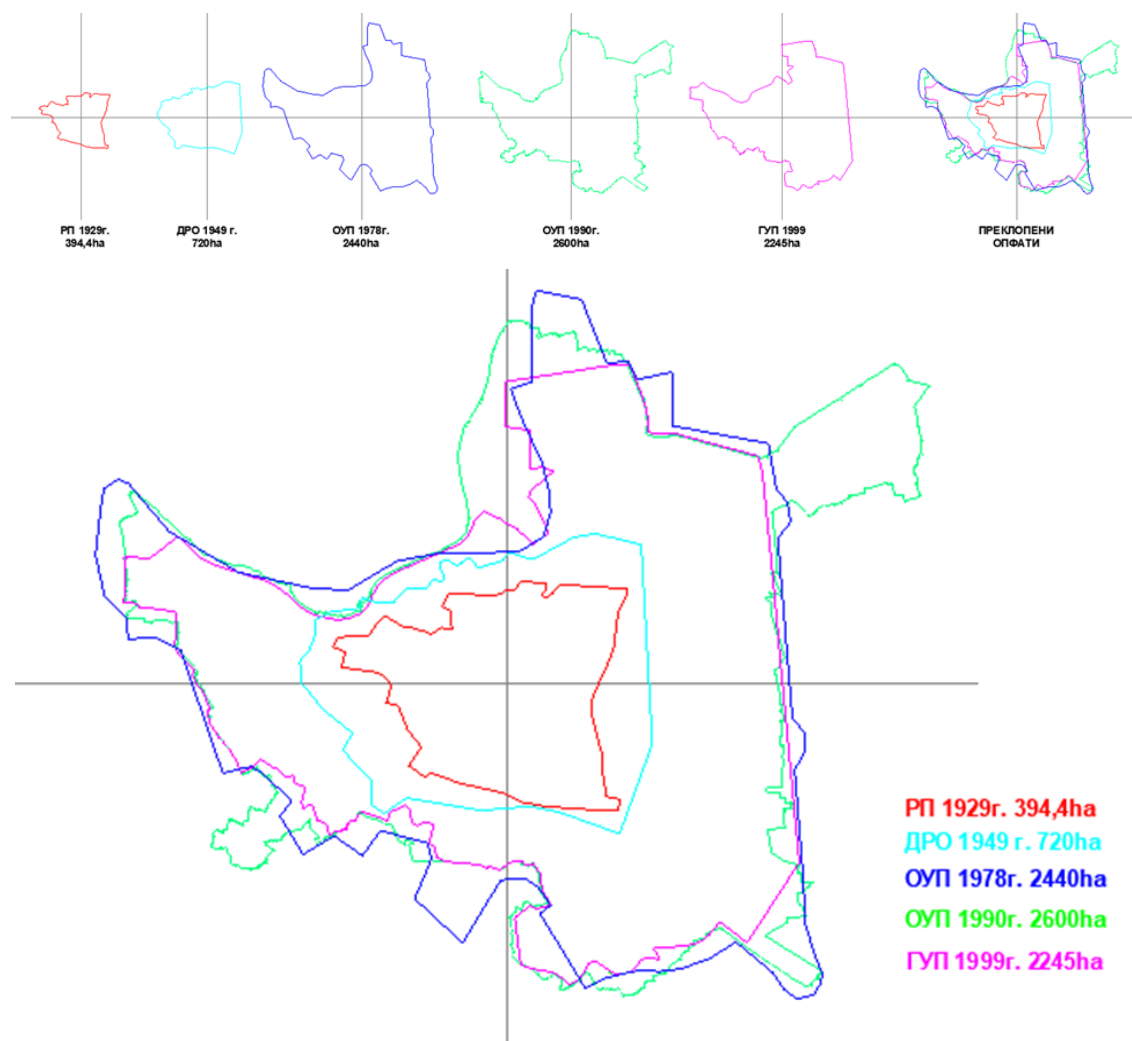 РП 1929г.
394,4ha
ДРО 1949 г.
720ha
ОУП 1978г.
2440ha
ОУП 1990г.
2600ha
ГУП 1999
2245ha
ПРЕКЛОПЕНИ
ОПФАТИ
РП 1929г. 394,4ha
ДРО 1949 г. 720ha
ОУП 1978г. 2440ha
ОУП 1990г. 2600ha
ГУП 1999г. 2245ha